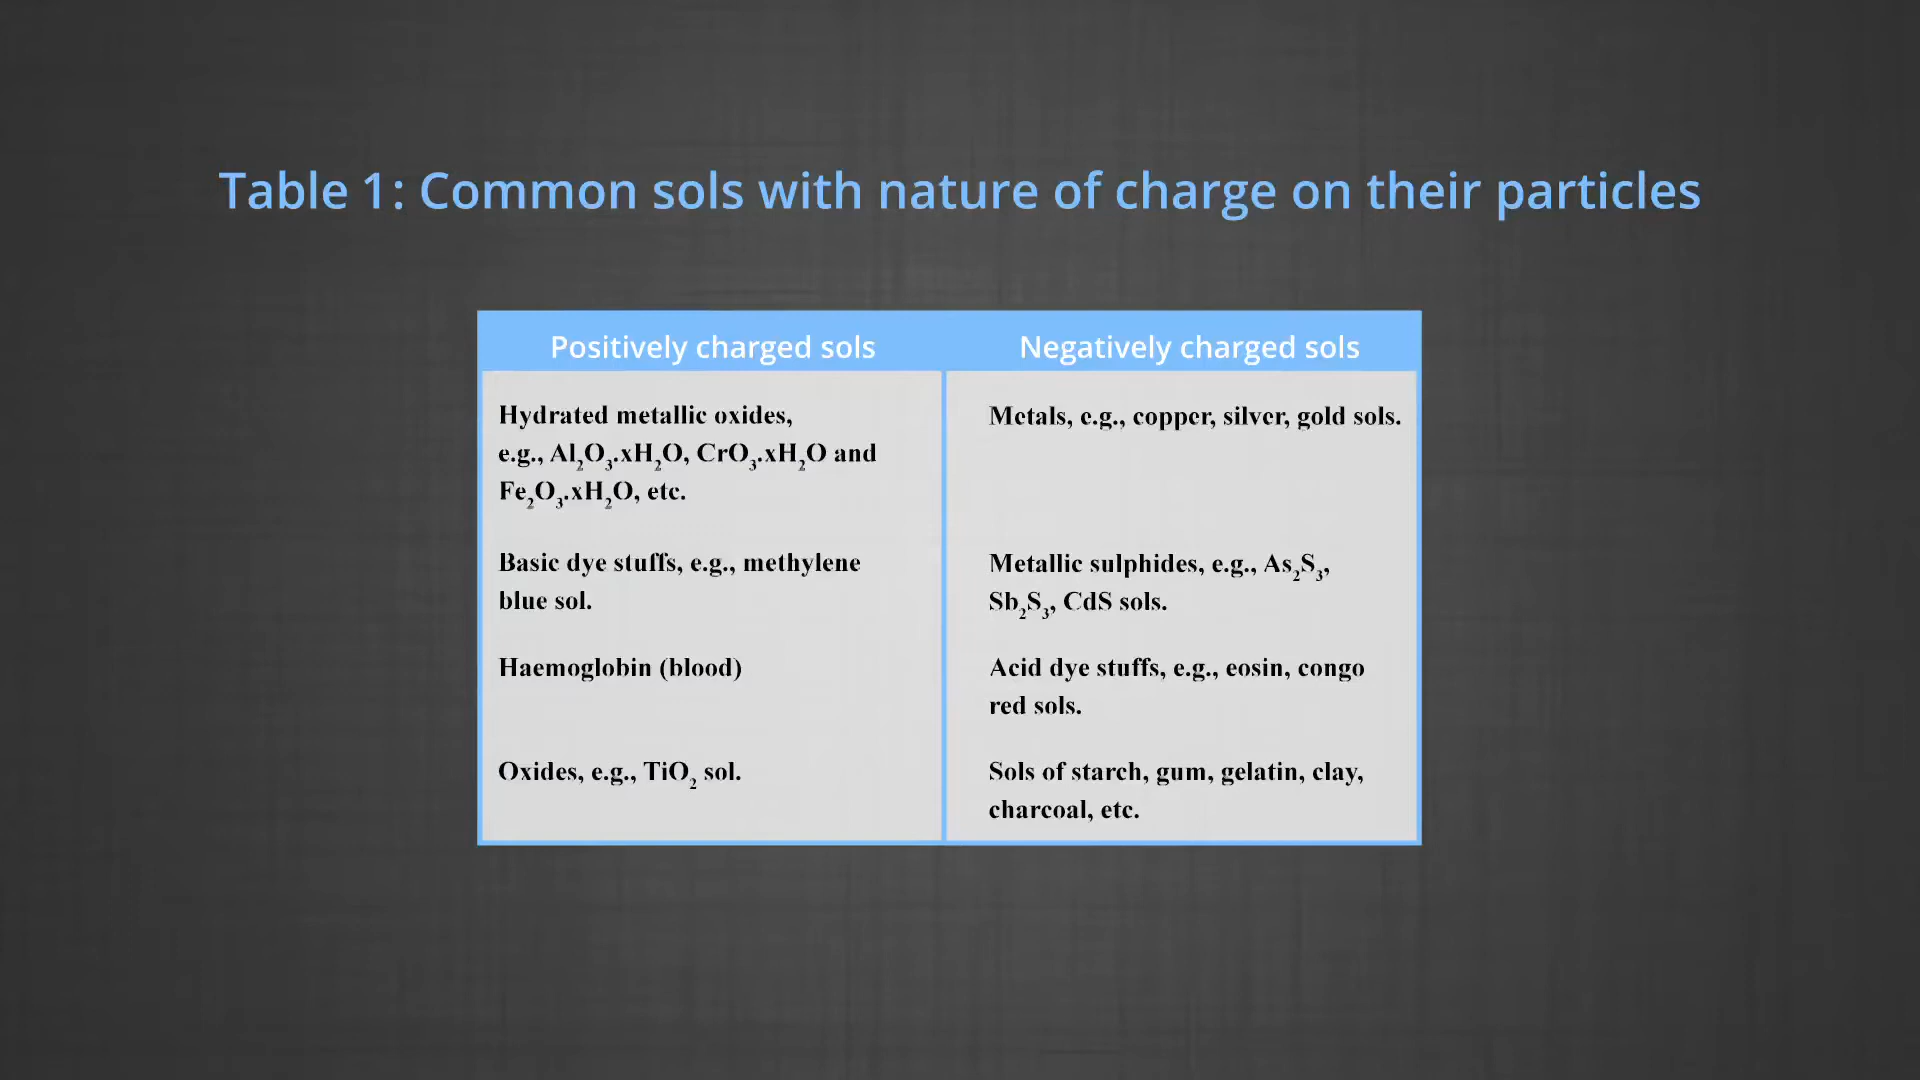 Table 1: Common sols with nature of charge on their particles
Positively charged sols
Negatively charged sols
Hydrated metallic oxides,
e.g., Al₂O₃.xH₂O, CrO₃.xH₂O and
Fe₂O₃.xH₂O, etc.
Metals, e.g., copper, silver, gold sols.
Basic dye stuffs, e.g., methylene
blue sol.
Metallic sulphides, e.g., As₂S₃,
Sb₂S₃, CdS sols.
Haemoglobin (blood)
Acid dye stuffs, e.g., eosin, congo
red sols.
Oxides, e.g., TiO₂ sol.
Sols of starch, gum, gelatin, clay,
charcoal, etc.